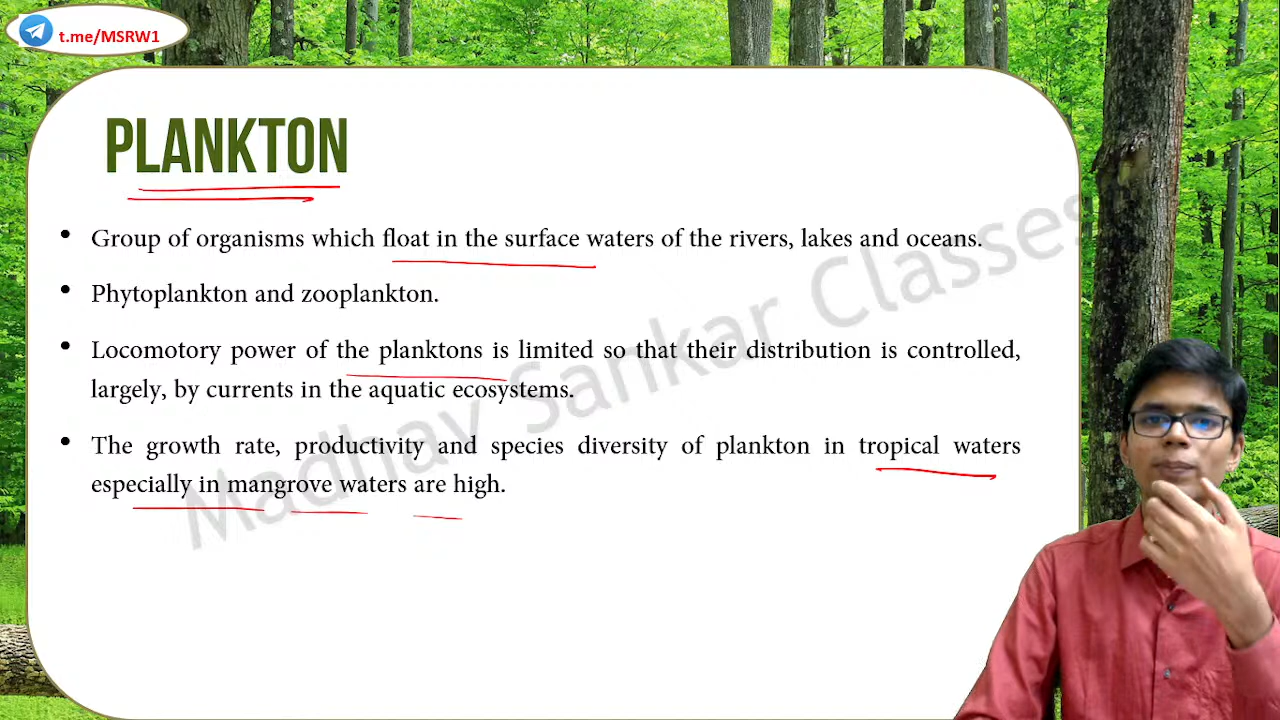 t.me/MSRW1
PLANKTON
• Group of organisms which float in the surface waters of the rivers, lakes and oceans.
• Phytoplankton and zooplankton.
• Locomotory power of the planktons is limited so that their distribution is controlled,
largely, by currents in the aquatic ecosystems.
• The growth rate, productivity and species diversity of plankton in tropical waters
especially in mangrove waters are high.
Madhav Sankar Classes